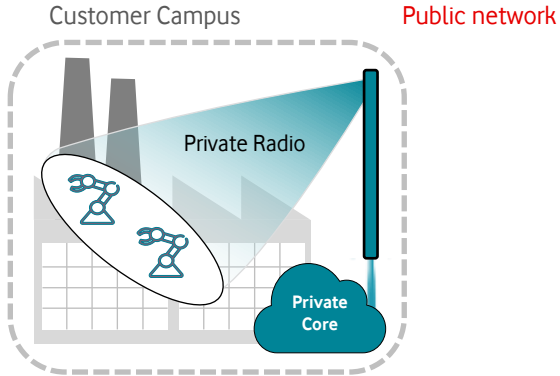 Customer Campus
Public network
Private Radio
Private
Core